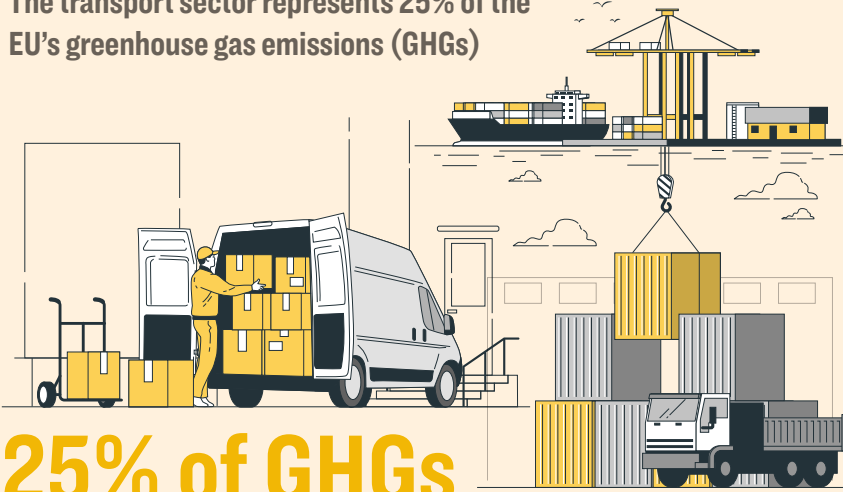 The transport sector represents 25% of the
EU's greenhouse gas emissions (GHGs)
25% of GHGs